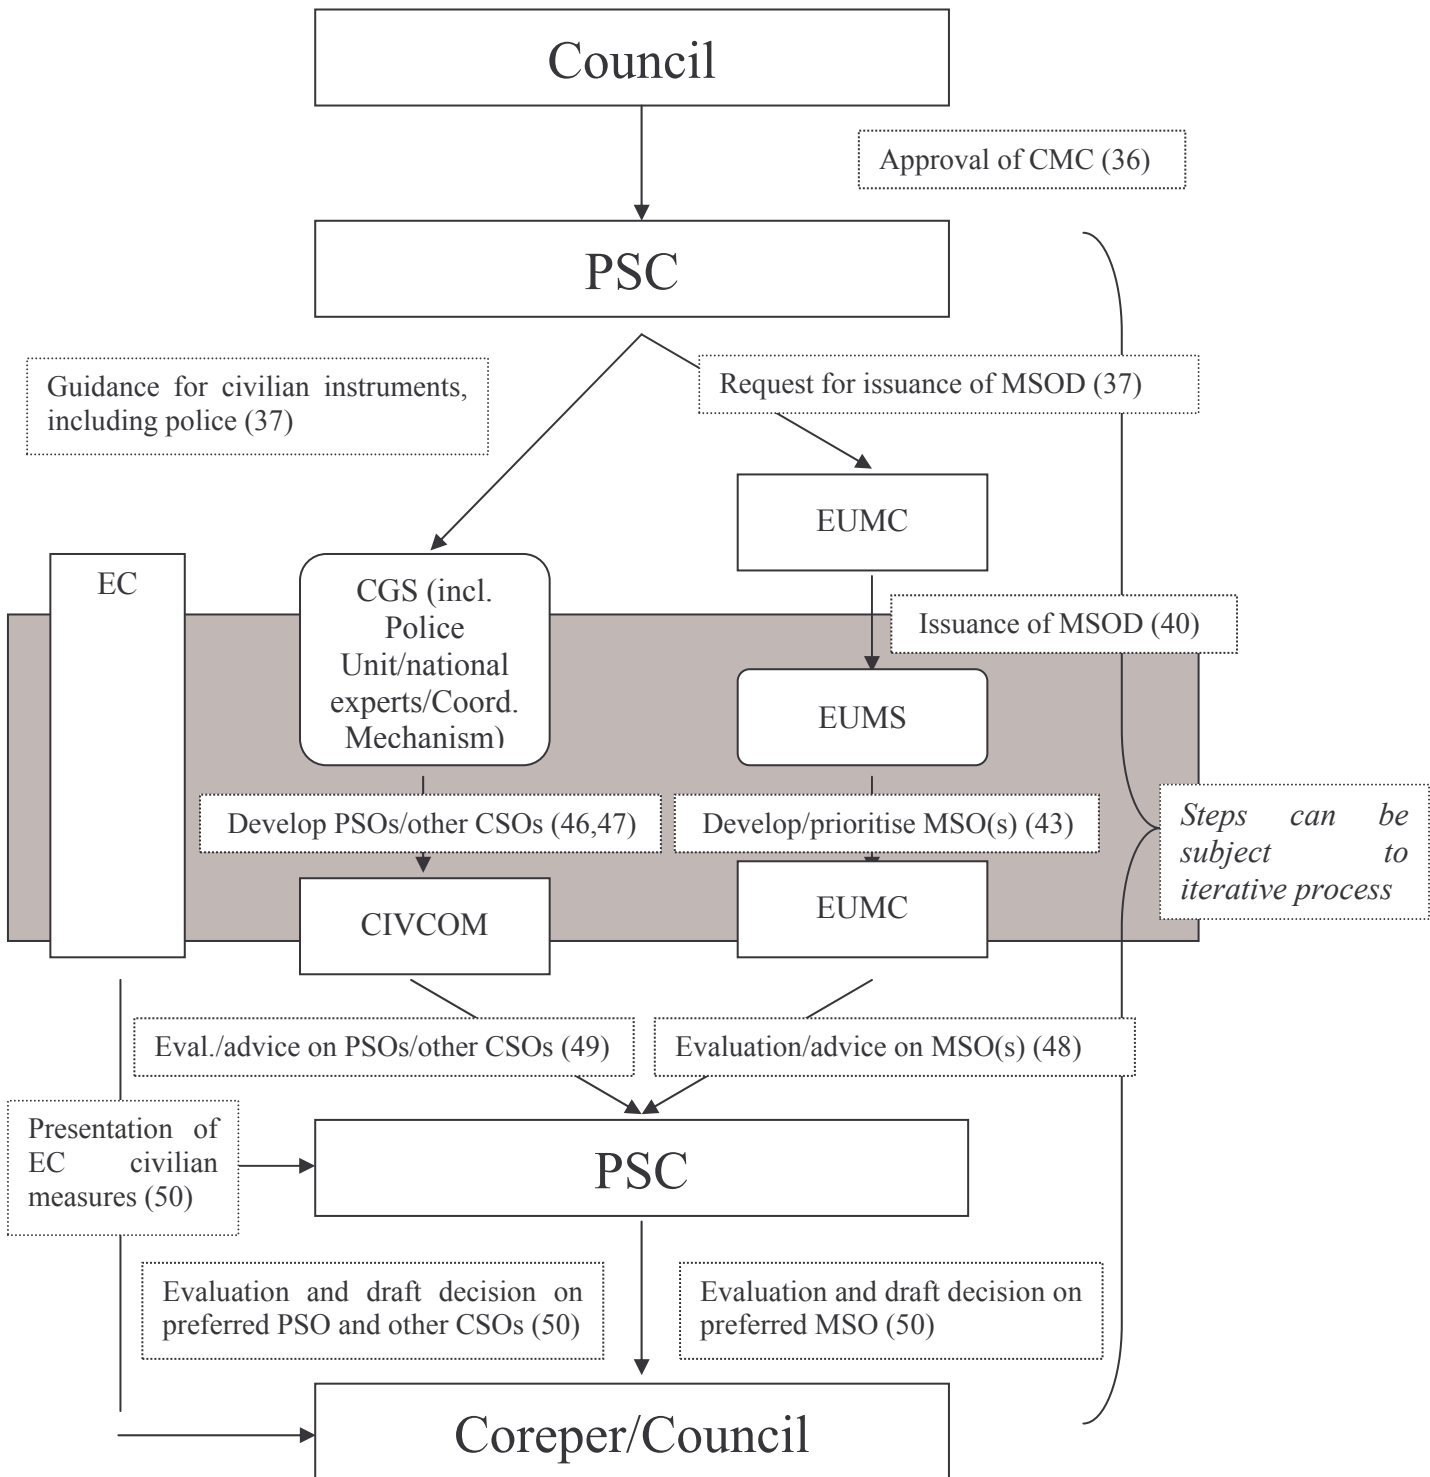 Council
Approval of CMC (36)
PSC
Guidance for civilian instruments,
including police (37)
Request for issuance of MSOD (37)
EUMC
EC
CGS (incl.
Police
Unit/national
experts/Coord.
Mechanism)
Issuance of MSOD (40)
EUMS
Develop PSOs/other CSOs (46,47)
Develop/prioritise MSO(s) (43)
Steps can be
subject to
iterative process
CIVCOM
EUMC
Eval./advice on PSOs/other CSOs (49)
Evaluation/advice on MSO(s) (48)
Presentation of
EC civilian
measures (50)
PSC
Evaluation and draft decision on
preferred PSO and other CSOs (50)
Evaluation and draft decision on
preferred MSO (50)
Coreper/Council